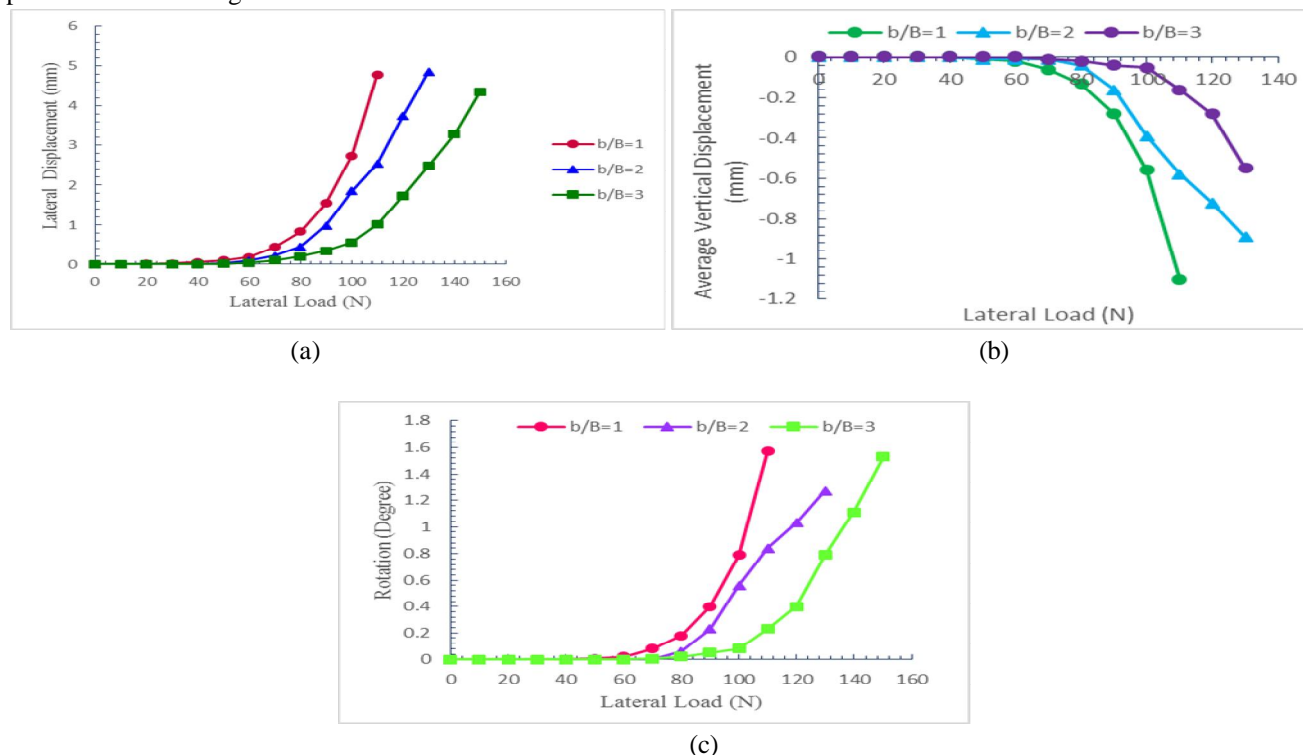 b/B=1 b/B=2 b/B=3
6
5
4
3
2
1
0
Lateral Displacement (mm)
0 20 40 60 80 100 120 140 160
Lateral Load (N)
b/B=1
b/B=2
b/B=3
(a)
0
-0.2
-0.4
-0.6
-0.8
-1
-1.2
Average Vertical Displacement
(mm)
0 20 40 60 80 100 120 140
Lateral Load (N)
(b)
1.8
1.6
1.4
1.2
1
0.8
0.6
0.4
0.2
0
Rotation (Degree)
b/B=1 b/B=2 b/B=3
0 20 40 60 80 100 120 140 160
Lateral Load (N)
(c)